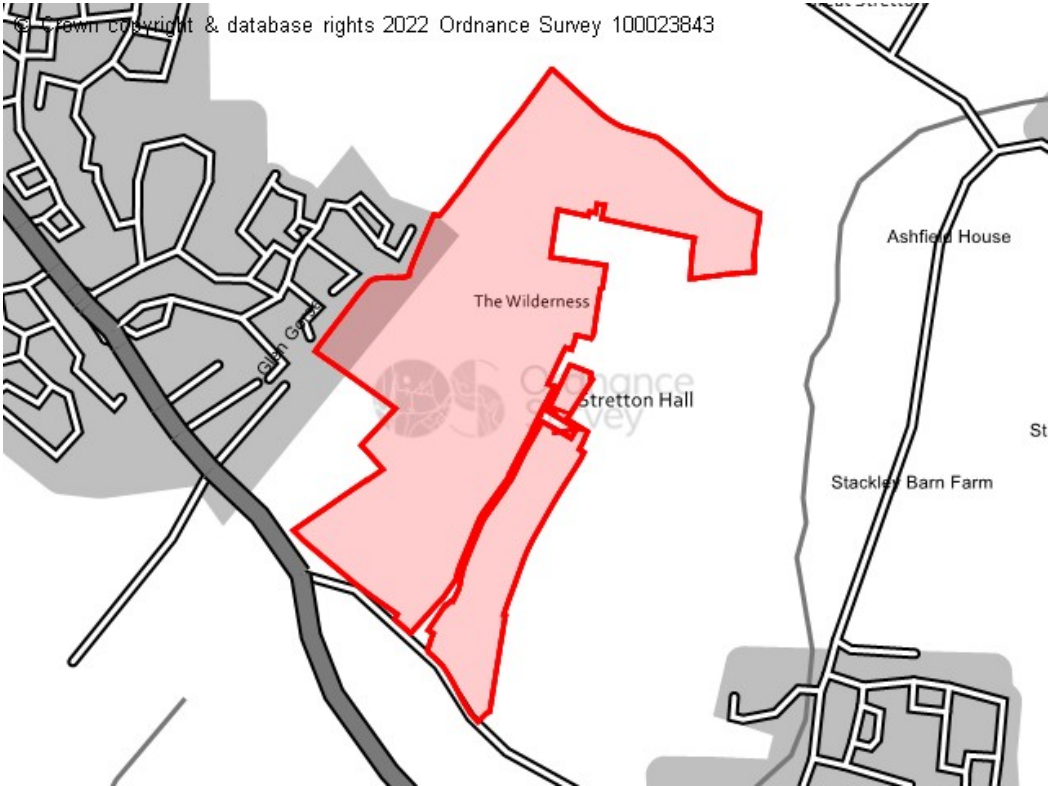 © Crown copyright & database rights 2022 Ordnance Survey 100023843
Ashfield House
The Wilderness
Glen Gorse
Ordnance
Survey
Stretton Hall
St
Stackley Barn Farm